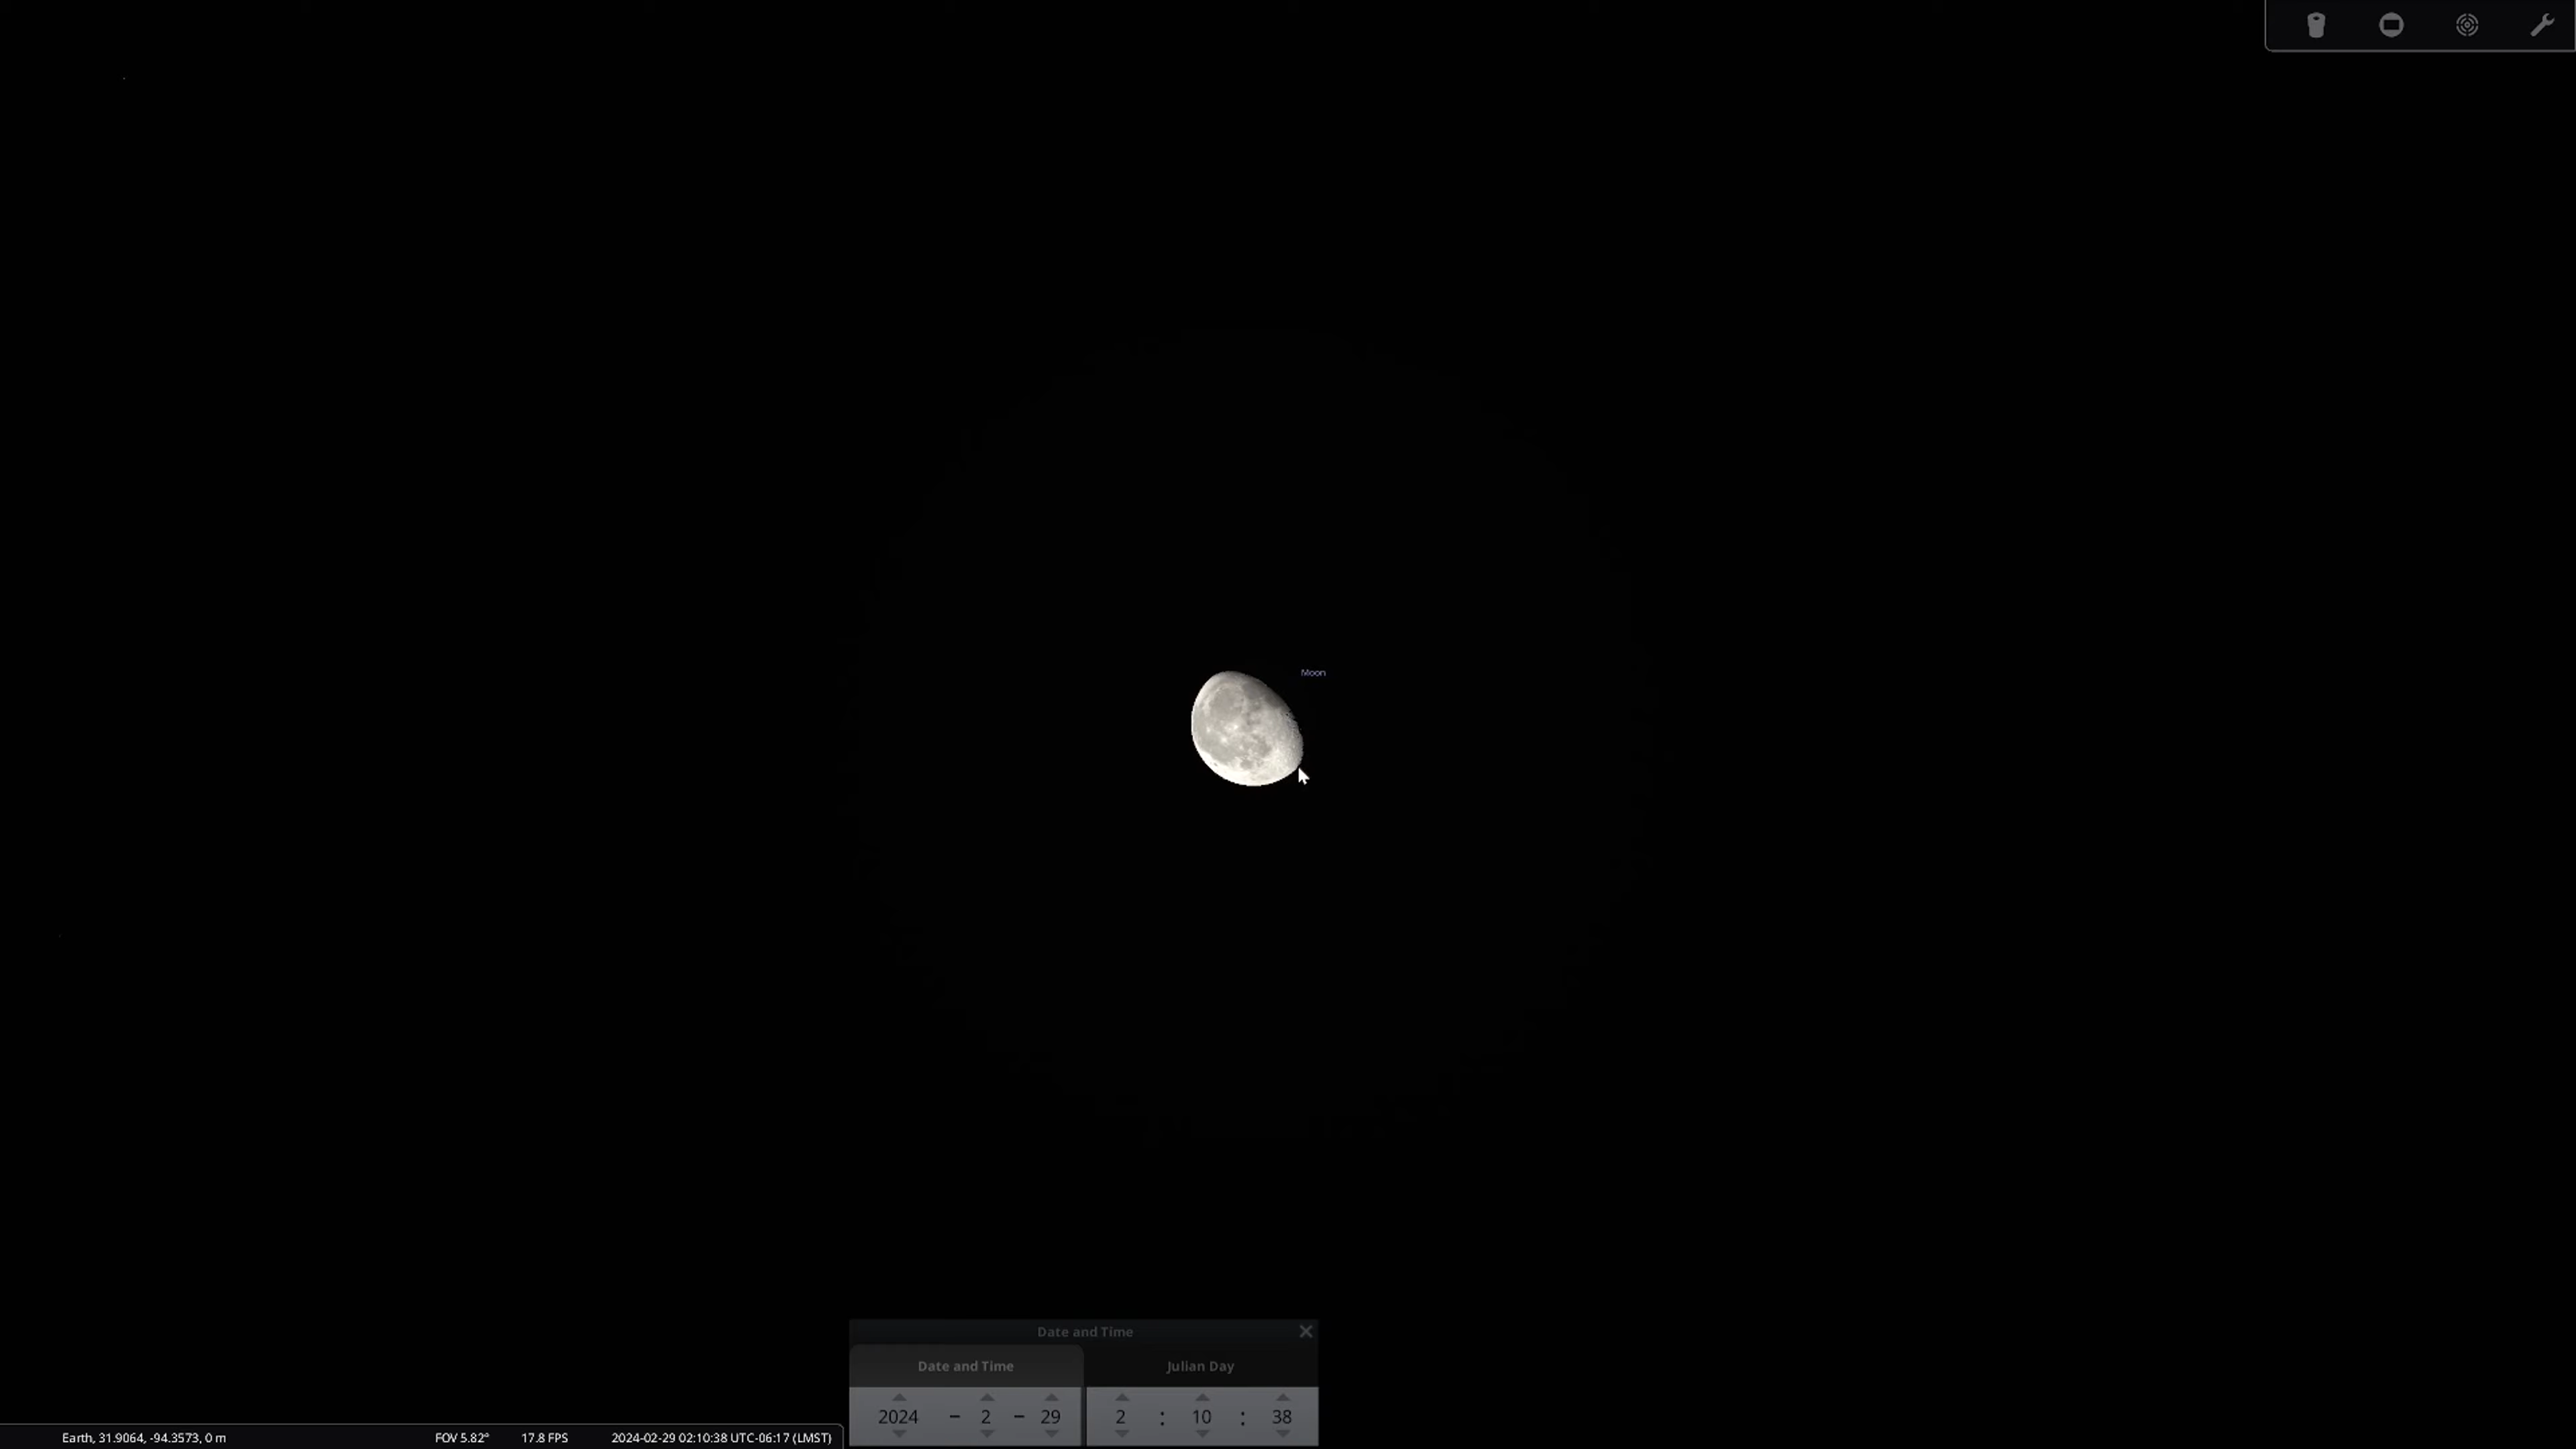 Moon
Date and Time
Date and Time Julian Day
2024 – 2 – 29 2 : 10 : 38
Earth, 31.9064, -94.3573, 0 m FOV 5.82° 17.8 FPS 2024-02-29 02:10:38 UTC-06:17 (LMST)